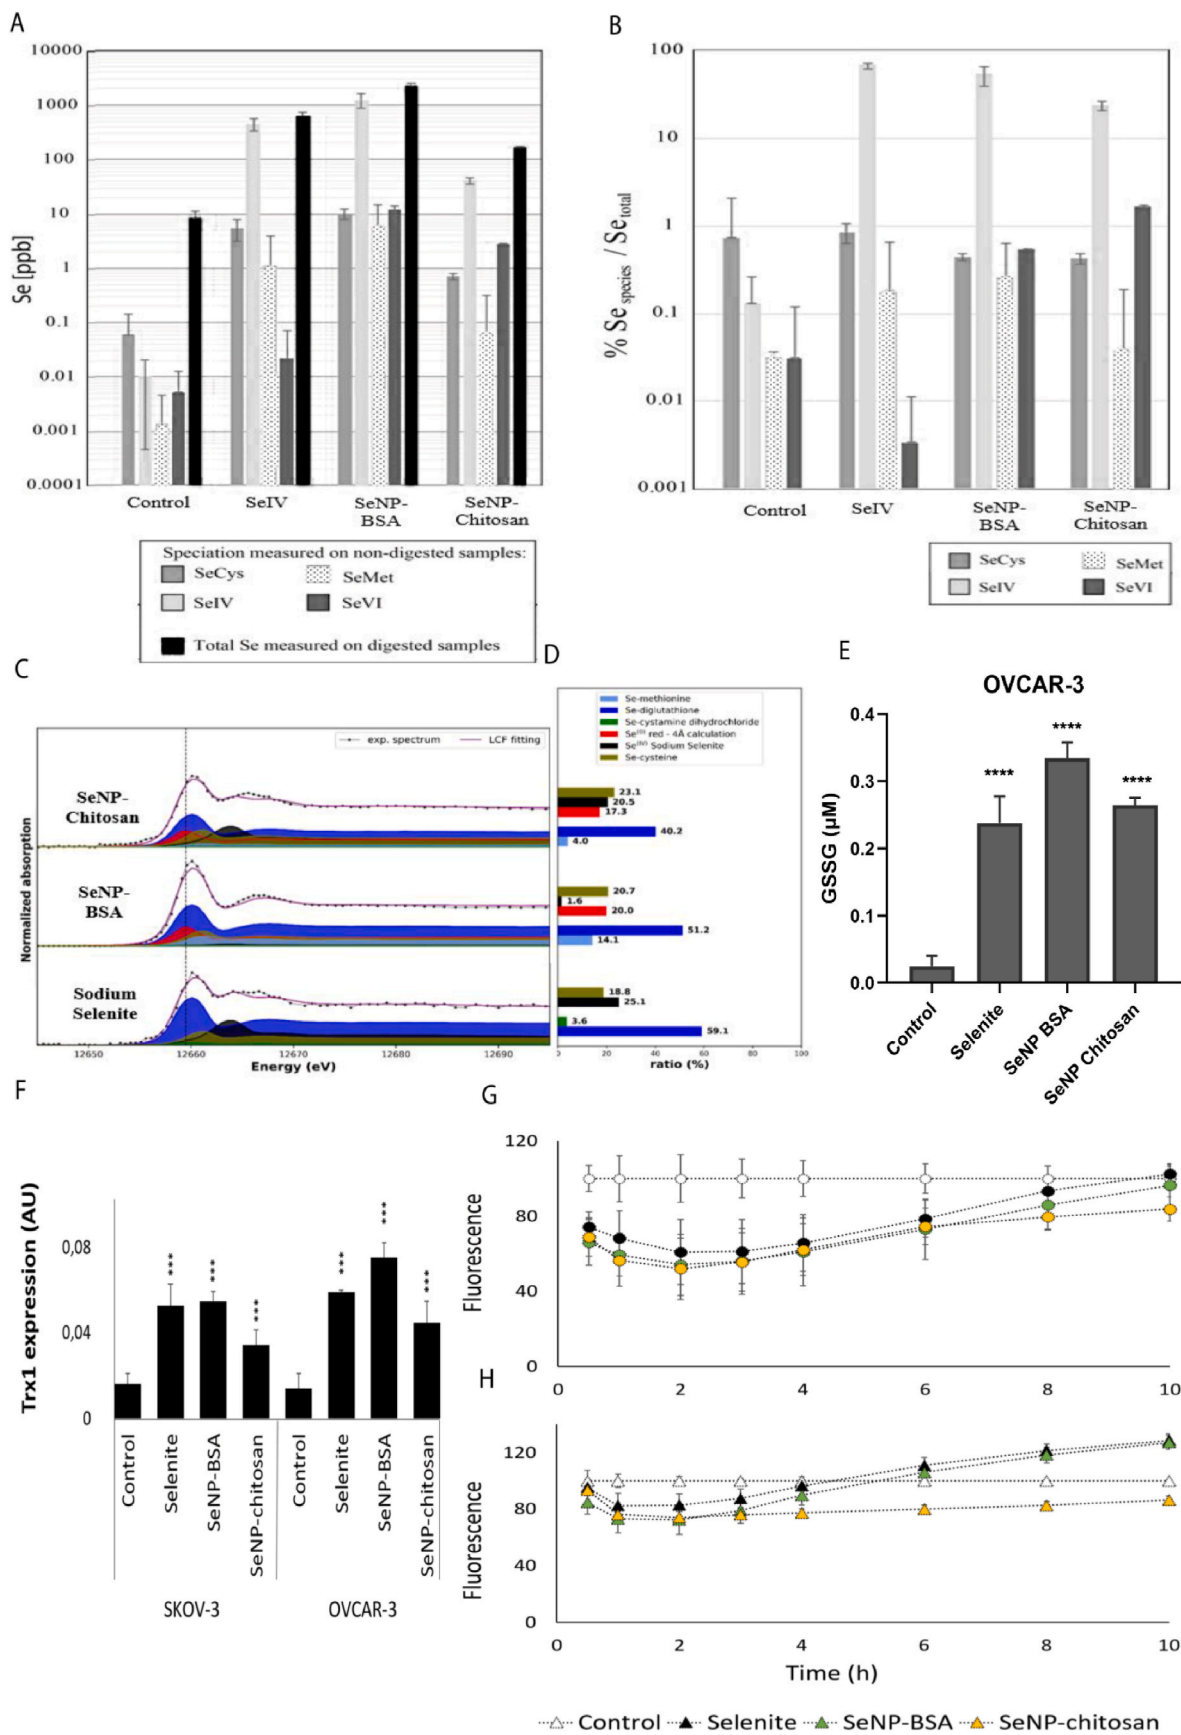 A
10000
1000
100
10
1
0.1
0.01
0.001
0.0001
Se [ppb]
Control
SeIV
SeNP-
BSA
SeNP-
Chitosan
Speciation measured on non-digested samples:
SeCys
SeMet
SeIV
SeVI
Total Se measured on digested samples
B
100
10
1
0.1
0.01
0.001
% Se species / Se total
Control
SeIV
SeNP-
BSA
SeNP-
Chitosan
SeCys
SeMet
SeIV
SeVI
C
exp. spectrum
LCF fitting
SeNP-
Chitosan
SeNP-
BSA
Sodium
Selenite
Normalized absorption
12650
12660
12670
12680
12690
Energy (eV)
D
Se-methionine
Se-diglutathione
Se-cystamine dihydrochloride
Se(0) red - 4Å calculation
Se(IV) Sodium Selenite
Se-cysteine
23.1
20.5
17.3
40.2
4.0
20.7
1.6
20.0
51.2
14.1
18.8
25.1
3.6
59.1
0
20
40
60
80
100
ratio (%)
E
OVCAR-3
0.4
0.3
0.2
0.1
0.0
GSSG (µM)
****
****
****
Control
Selenite
SeNP BSA
SeNP Chitosan
F
Trx1 expression (AU)
0,08
0,04
0
***
***
***
***
***
***
Control
Selenite
SeNP-BSA
SeNP-chitosan
Control
Selenite
SeNP-BSA
SeNP-chitosan
SKOV-3
OVCAR-3
G
120
80
40
0
Fluorescence
0
2
4
6
8
10
H
120
80
40
0
Fluorescence
0
2
4
6
8
10
Time (h)
Control
Selenite
SeNP-BSA
SeNP-chitosan